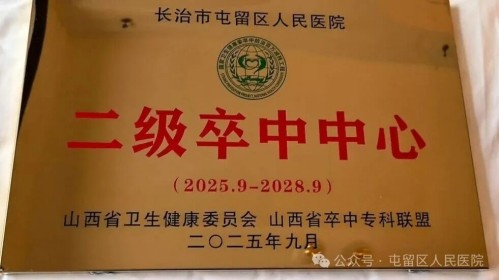 长治市屯留区人民医院
二级卒中中心
(2025.9-2028.9)
山西省卫生健康委员会 山西省卒中专科联盟
二〇二五年九月
公众号·屯留区人民医院